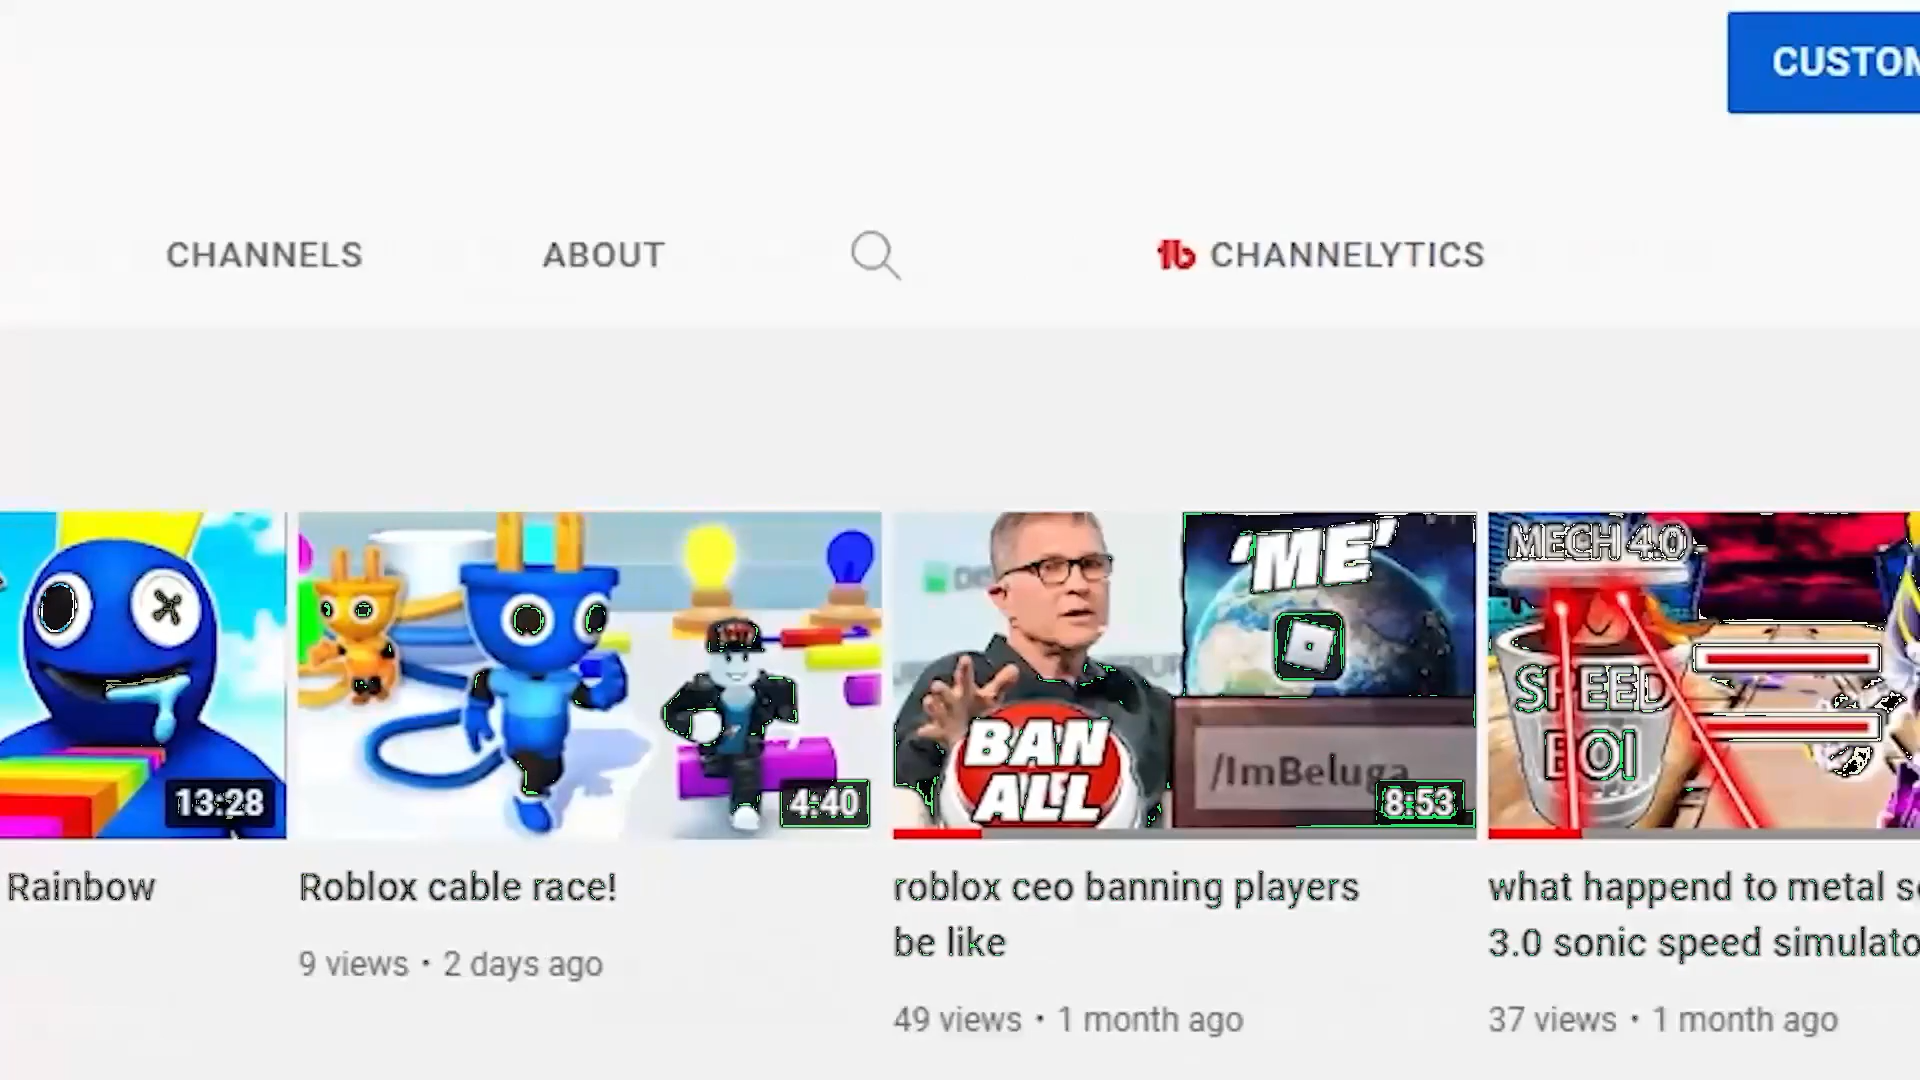 CUSTOM
CHANNELS
ABOUT
CHANNELYTICS
'ME'
MECH 4.0
SPEED
BOI
BAN
ALL
/ImBeluga
13:28
4:40
8:53
Rainbow
Roblox cable race!
roblox ceo banning players
what happend to metal
be like
3.0 sonic speed simulato
9 views • 2 days ago
49 views • 1 month ago
37 views • 1 month ago